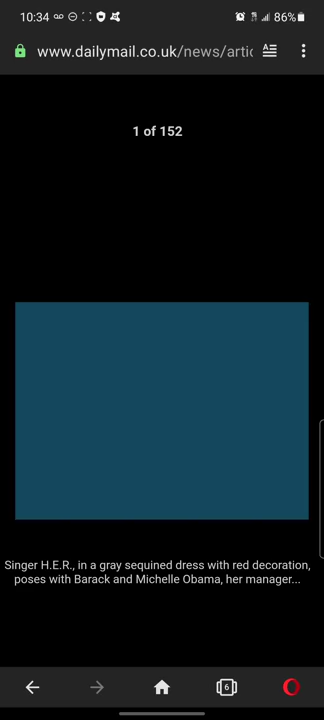 10:34
86%
www.dailymail.co.uk/news/artic
1 of 152
Singer H.E.R., in a gray sequined dress with red decoration,
poses with Barack and Michelle Obama, her manager...
6